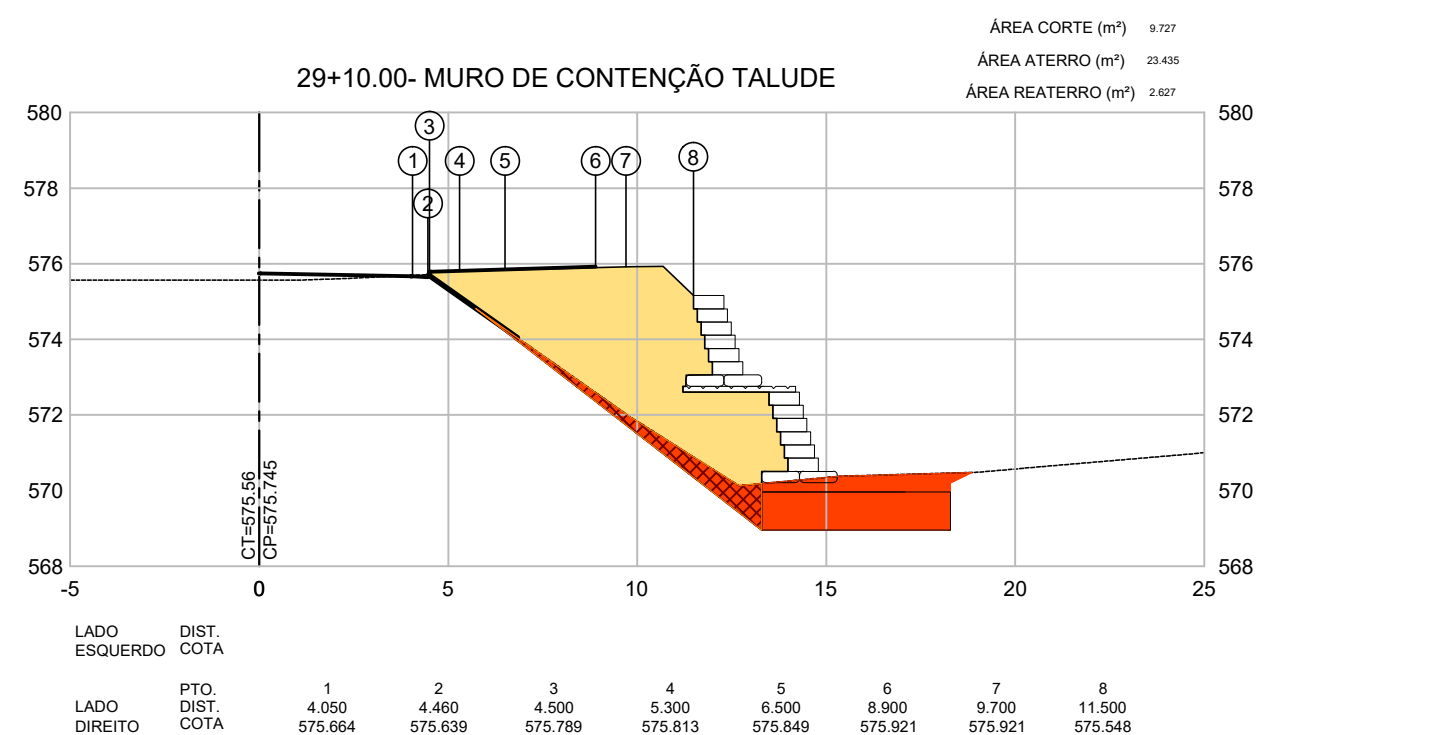 ÁREA CORTE (m²) 9.727
ÁREA ATERRO (m²) 23.435
ÁREA REATERRO (m²) 2.627
29+10.00- MURO DE CONTENÇÃO TALUDE
580 580
3
1 4 5 6 7 8
578 578
2
576 576
574 574
572 572
570 570
CT=575.56
CP=575.745
568 568
-5 0 5 10 15 20 25
LADO DIST.
ESQUERDO COTA
PTO. 1 2 3 4 5 6 7 8
LADO DIST. 4.050 4.460 4.500 5.300 6.500 8.900 9.700 11.500
DIREITO COTA 575.664 575.639 575.789 575.813 575.849 575.921 575.921 575.548